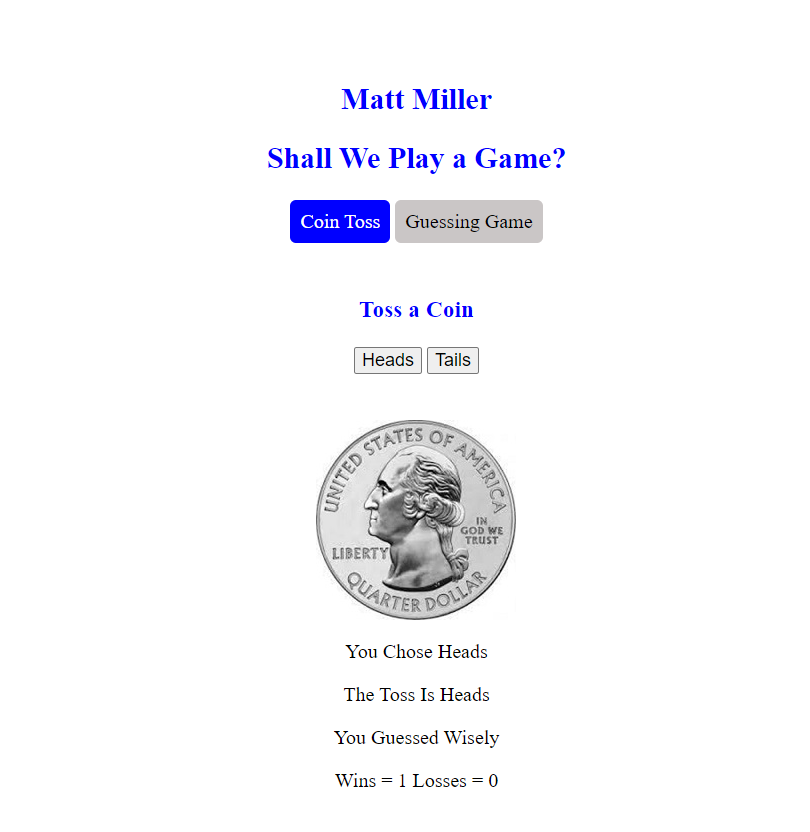 Matt Miller
Shall We Play a Game?
Coin Toss Guessing Game
Toss a Coin
Heads Tails
UNITED STATES OF AMERICA
IN
GOD WE
TRUST
LIBERTY
QUARTER DOLLAR
You Chose Heads
The Toss Is Heads
You Guessed Wisely
Wins = 1 Losses = 0